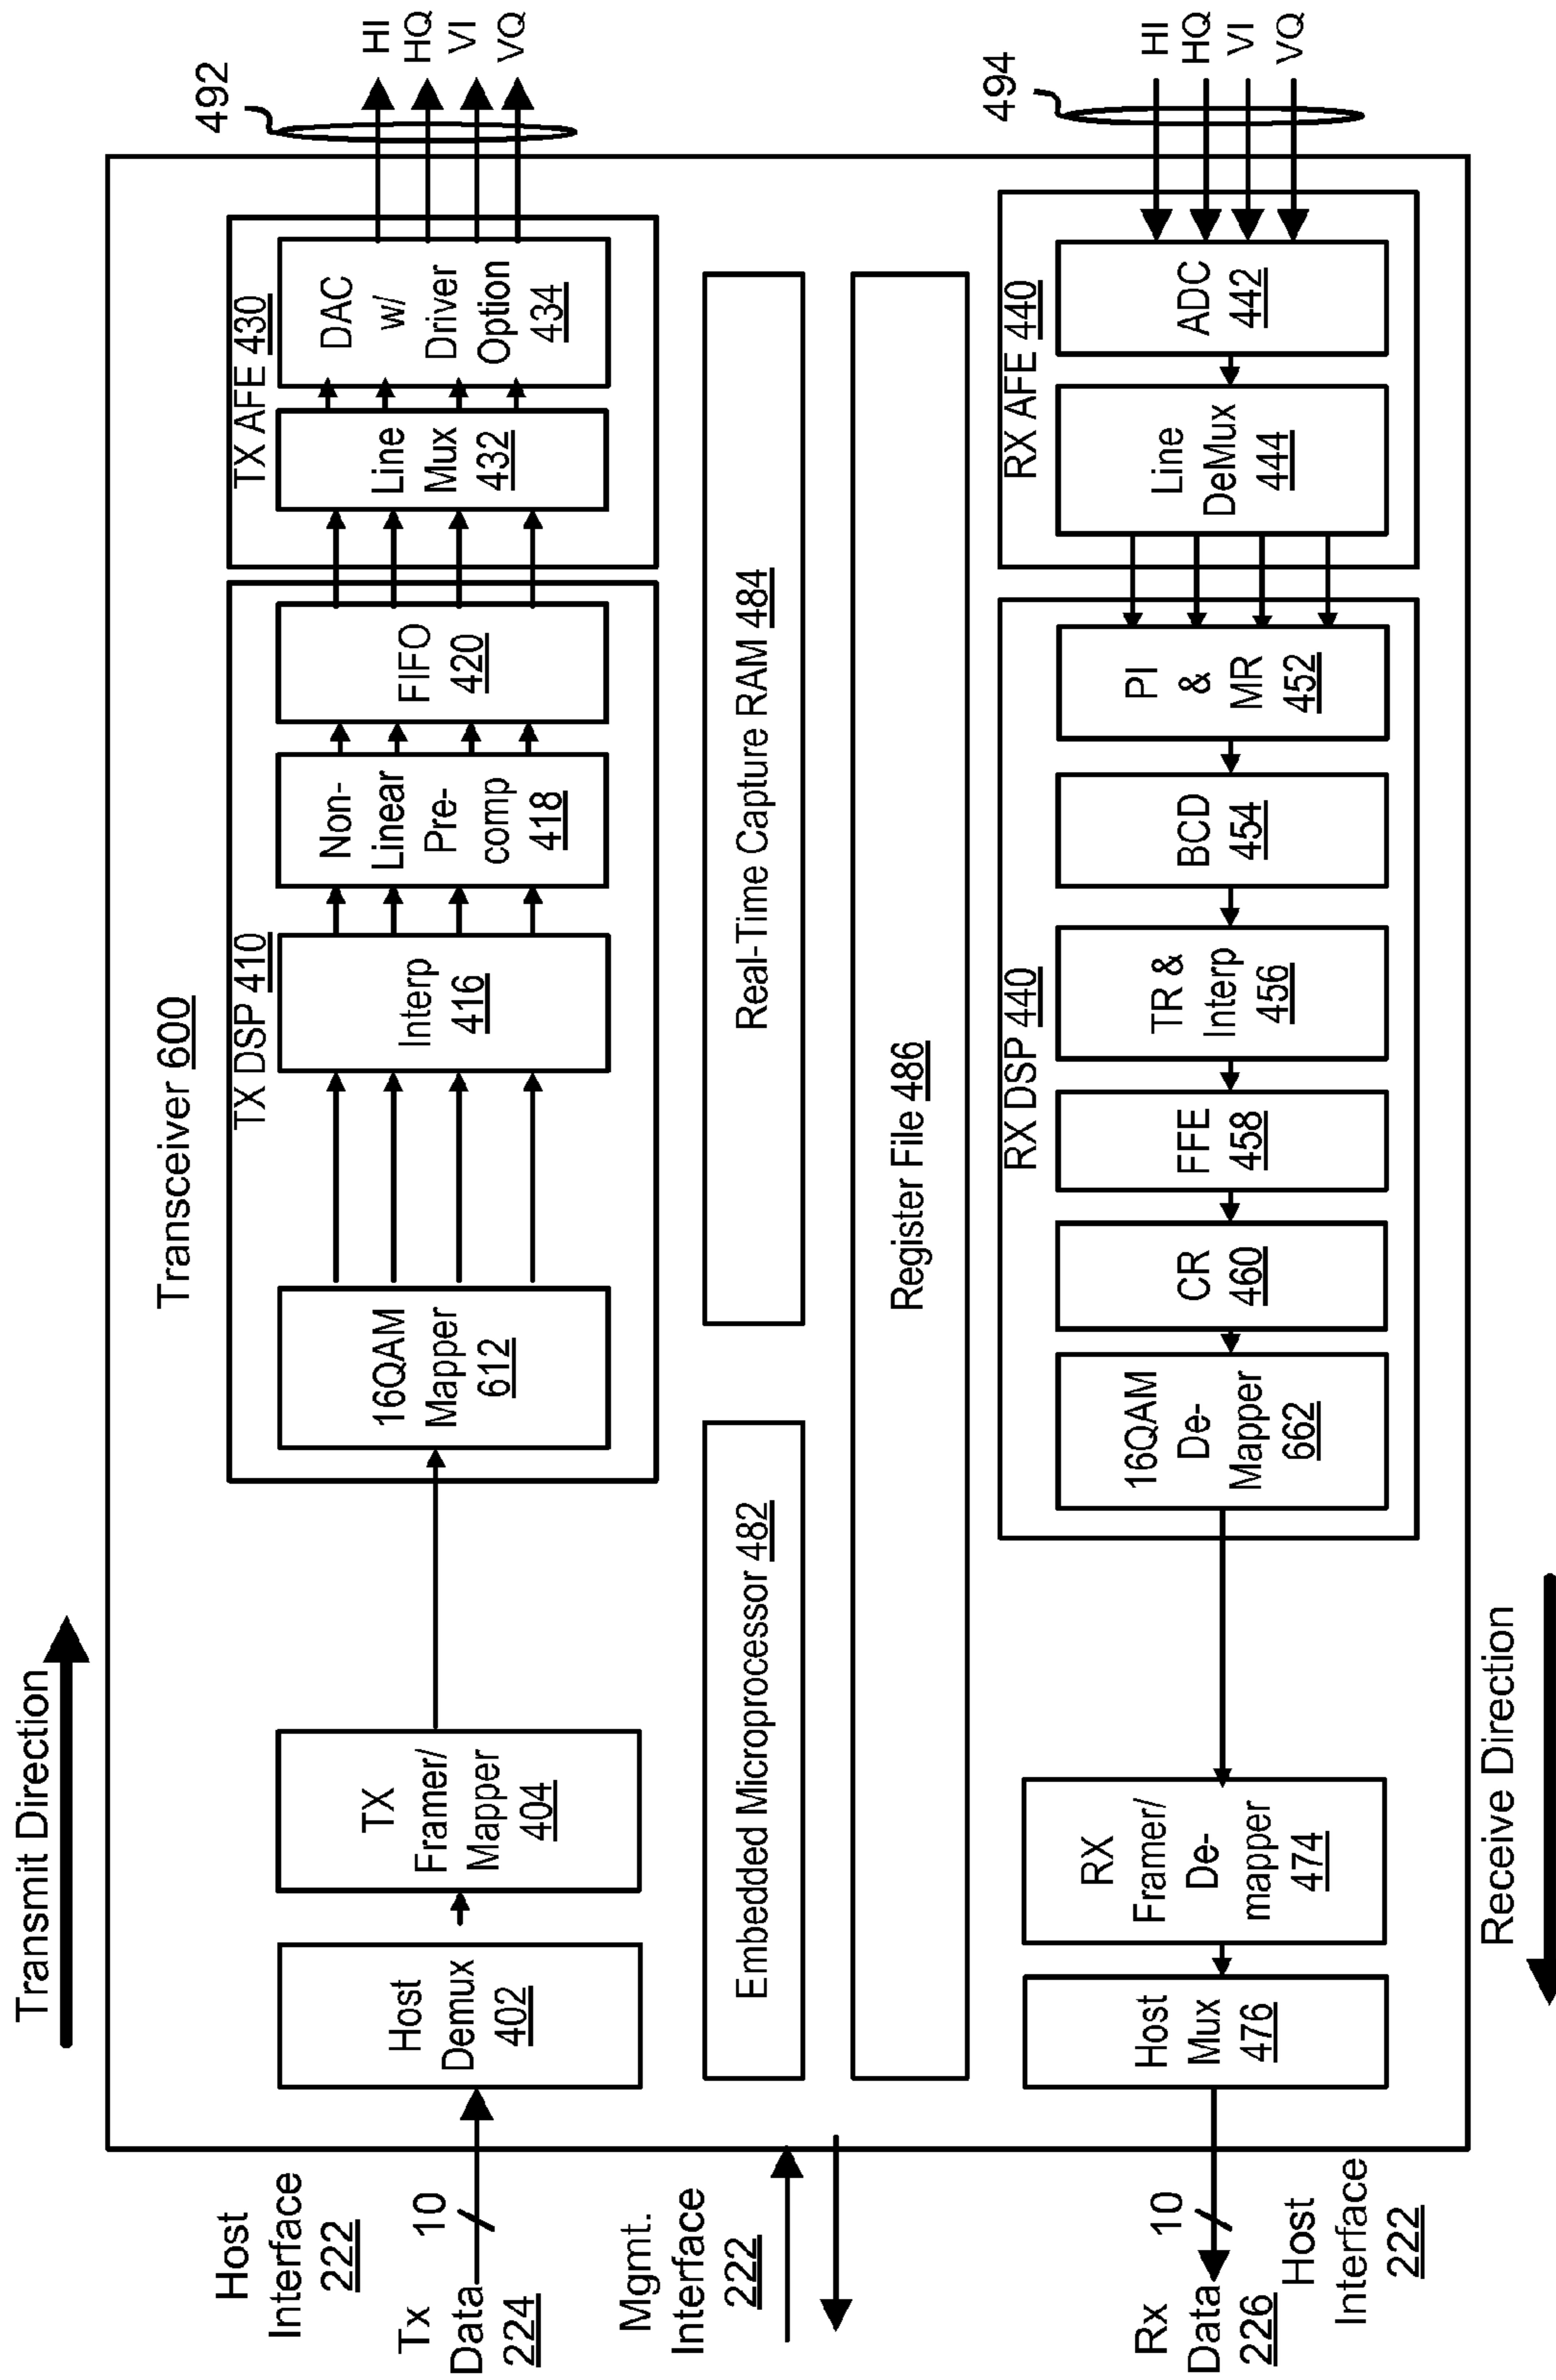 Transmit Direction
Transceiver 600
Host
Interface
222
Tx
Data
224
10
Host
Demux
402
TX
Framer/
Mapper
404
TX DSP 410
16QAM
Mapper
612
Interp
416
Non-
Linear
Pre-
comp
418
FIFO
420
TX AFE 430
Line
Mux
432
DAC
w/
Driver
Option
434
492
HI
HQ
VI
VQ
Mgmt.
Interface
222
Embedded Microprocessor 482
Real-Time Capture RAM 484
Register File 486
Rx
Data
226
10
Host
Interface
222
Host
Mux
476
RX
Framer/
De-
mapper
474
RX DSP 440
16QAM
De-
Mapper
662
CR
460
FFE
458
TR &
Interp
456
BCD
454
PI
&
MR
452
RX AFE 440
Line
DeMux
444
ADC
442
494
HI
HQ
VI
VQ
Receive Direction